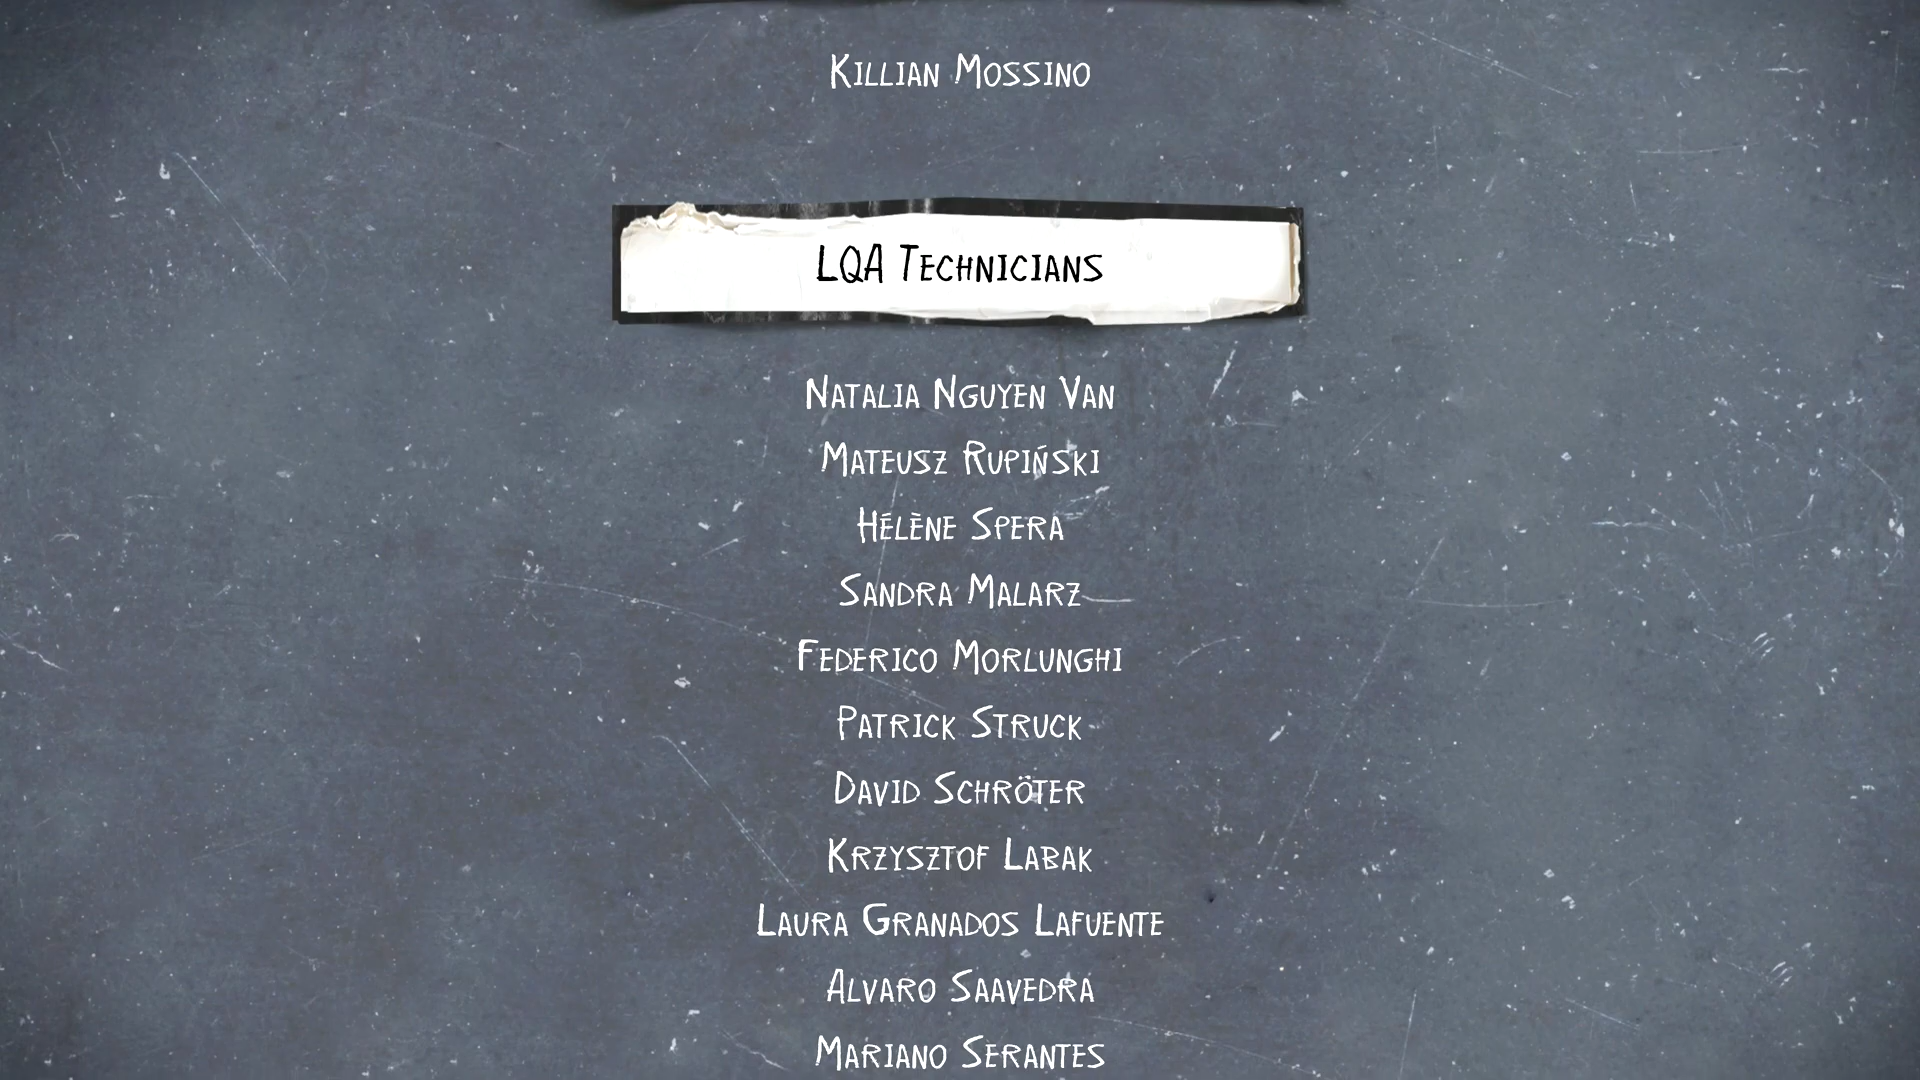 Killian Mossino
LQA Technicians
Natalia Nguyen Van
Mateusz Rupiński
Hélène Spera
Sandra Malarz
Federico Morlunghi
Patrick Struck
David Schröter
Krzysztof Labak
Laura Granados Lafuente
Alvaro Saavedra
Mariano Serantes